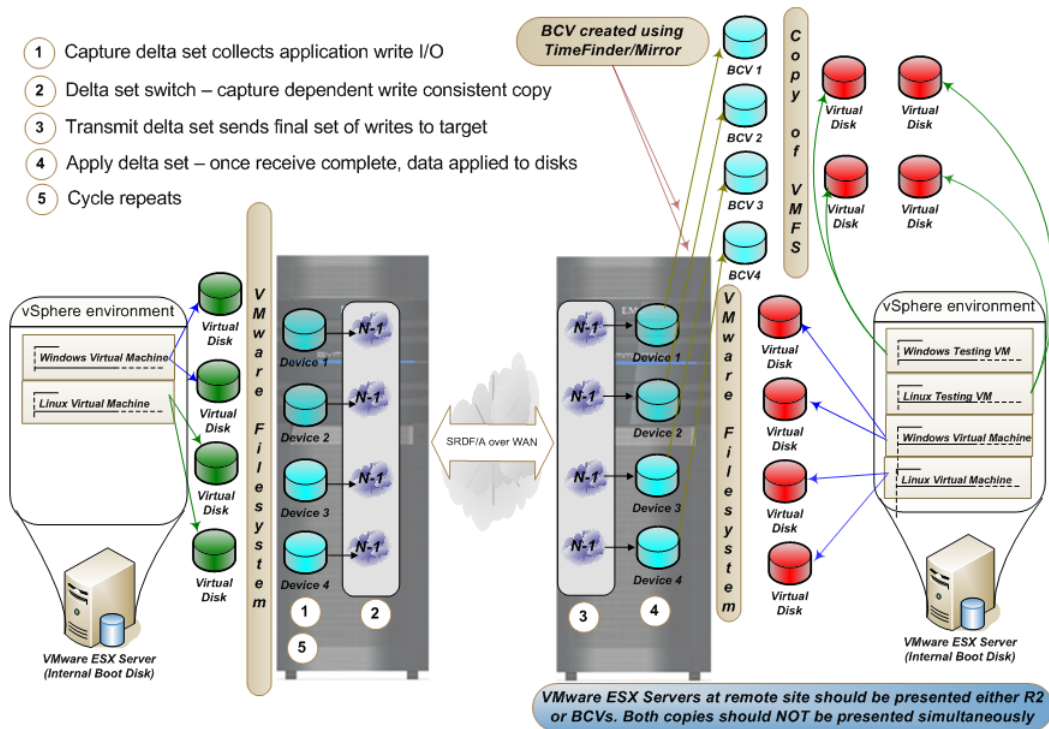 1 Capture delta set collects application write I/O
2 Delta set switch – capture dependent write consistent copy
3 Transmit delta set sends final set of writes to target
4 Apply delta set – once receive complete, data applied to disks
5 Cycle repeats
BCV created using
TimeFinder/Mirror
BCV 1
BCV 2
BCV 3
BCV4
Copy of VMFS
Virtual
Disk
Virtual
Disk
Virtual
Disk
Virtual
Disk
vSphere environment
Windows Virtual Machine
Linux Virtual Machine
VMware ESX Server
(Internal Boot Disk)
Virtual
Disk
Virtual
Disk
Virtual
Disk
Virtual
Disk
VMware Filesystem
Device 1
Device 2
Device 3
Device 4
N-1
N-1
N-1
N-1
1
5
2
SRDF/A over WAN
N-1
N-1
N-1
N-1
3
Device 1
Device 2
Device 3
Device 4
4
VMware Filesystem
Virtual
Disk
Virtual
Disk
Virtual
Disk
Virtual
Disk
vSphere environment
Windows Testing VM
Linux Testing VM
Windows Virtual Machine
Linux Virtual Machine
VMware ESX Server
(Internal Boot Disk)
VMware ESX Servers at remote site should be presented either R2
or BCVs. Both copies should NOT be presented simultaneously